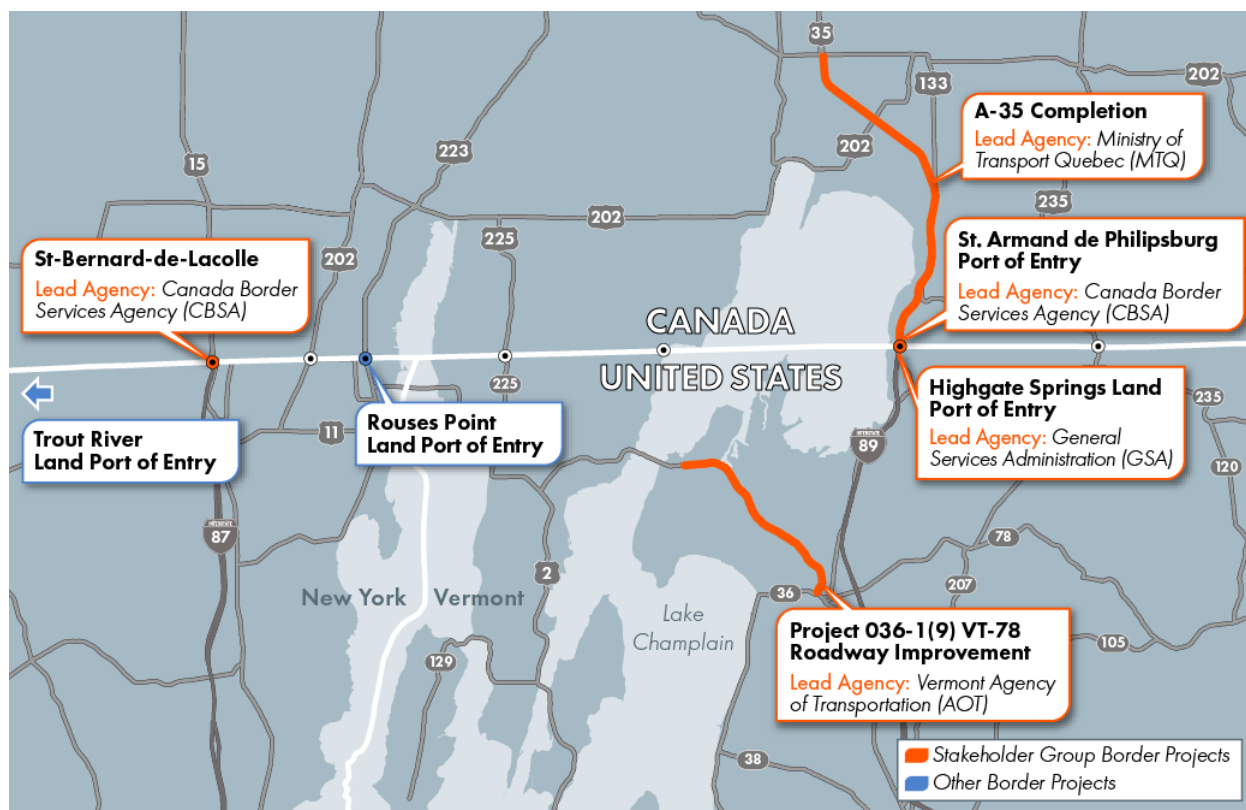 35
202
133
A-35 Completion
Lead Agency: Ministry of
Transport Quebec (MTQ)
223
202
15
235
202
225
St-Bernard-de-Lacolle
Lead Agency: Canada Border
Services Agency (CBSA)
202
St. Armand de Philipsburg
Port of Entry
Lead Agency: Canada Border
Services Agency (CBSA)
CANADA
UNITED STATES
225
Trout River
Land Port of Entry
11
Rouses Point
Land Port of Entry
Highgate Springs Land
Port of Entry
Lead Agency: General
Services Administration (GSA)
235
INTERSTATE
89
120
INTERSTATE
87
78
2
207
36
New York
Vermont
Lake
Champlain
Project 036-1(9) VT-78
Roadway Improvement
Lead Agency: Vermont Agency
of Transportation (AOT)
105
129
38
Stakeholder Group Border Projects
Other Border Projects